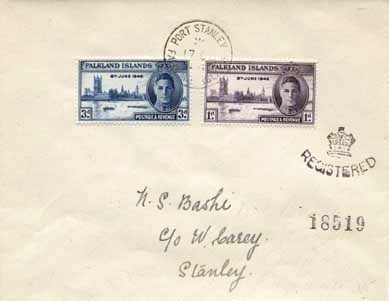 PORT STANLEY
17
FALKLAND ISLANDS
8TH JUNE 1946
3d
POSTAGE & REVENUE
FALKLAND ISLANDS
8TH JUNE 1946
1d
POSTAGE & REVENUE
REGISTERED
18519
N. S. Bashi
C/o W. Carey.
Stanley.